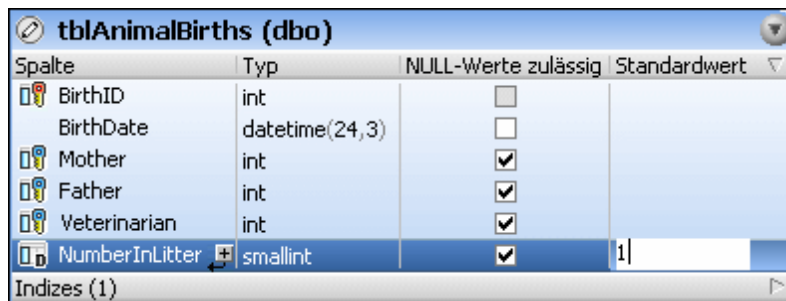 tblAnimalBirths (dbo)
Spalte Typ NULL-Werte zulässig Standardwert
BirthID int
BirthDate datetime(24,3)
Mother int
Father int
Veterinarian int
NumberInLitter smallint 1
Indizes (1)